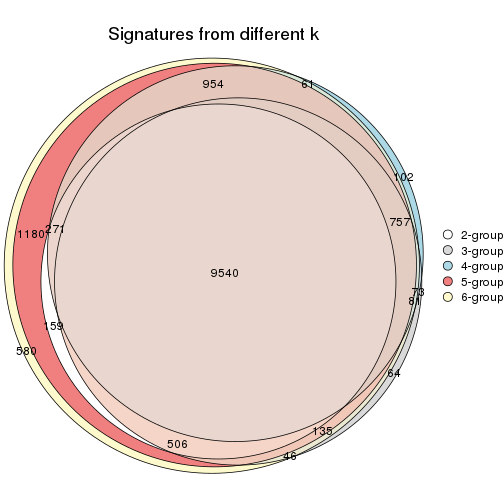 Signatures from different k
954
61
102
757
271
1180
2-group
3-group
4-group
5-group
6-group
9540
73
81
159
580
64
135
506
46